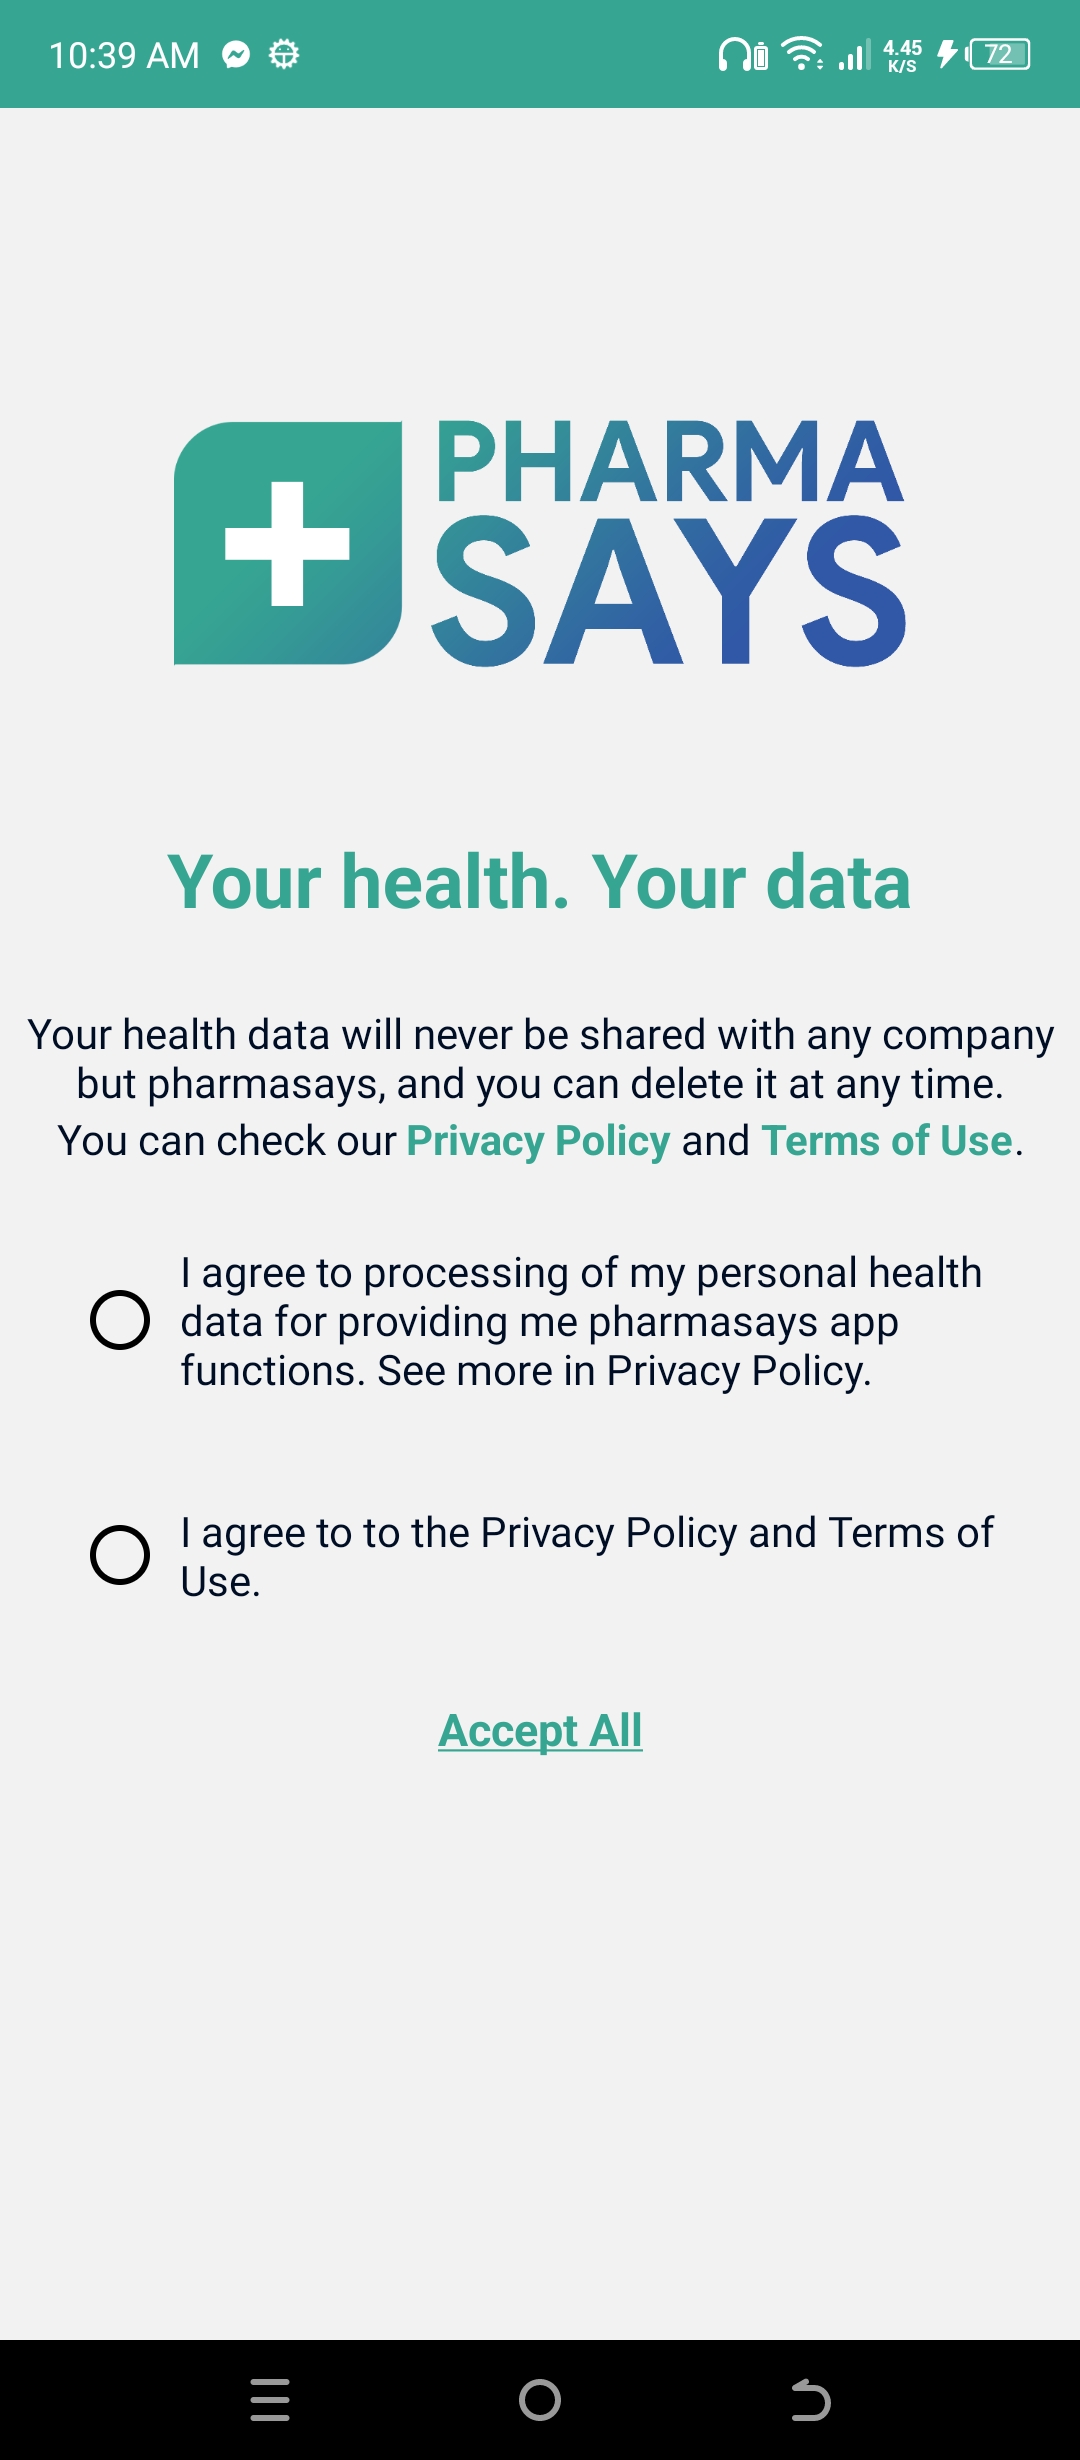 10:39 AM
4.45
K/S
72
PHARMA
SAYS
Your health. Your data
Your health data will never be shared with any company
but pharmasays, and you can delete it at any time.
You can check our Privacy Policy and Terms of Use.
I agree to processing of my personal health
data for providing me pharmasays app
functions. See more in Privacy Policy.
I agree to to the Privacy Policy and Terms of
Use.
Accept All